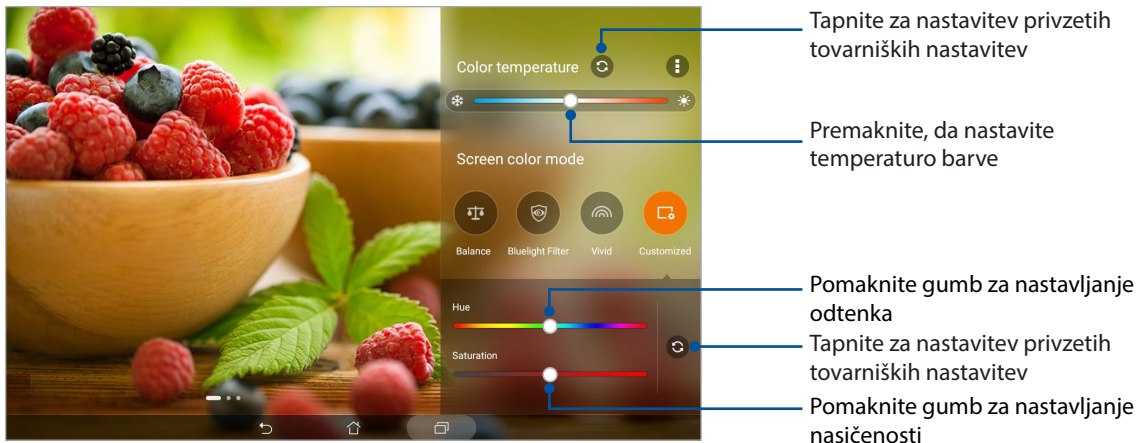 Tapnite za nastavitev privzetih
tovarniških nastavitev
Color temperature
Premaknite, da nastavite
temperaturo barve
Screen color mode
Balance
Bluelight Filter
Vivid
Customized
Pomaknite gumb za nastavljanje
odtenka
Hue
Tapnite za nastavitev privzetih
tovarniških nastavitev
Saturation
Pomaknite gumb za nastavljanje
nasičenosti